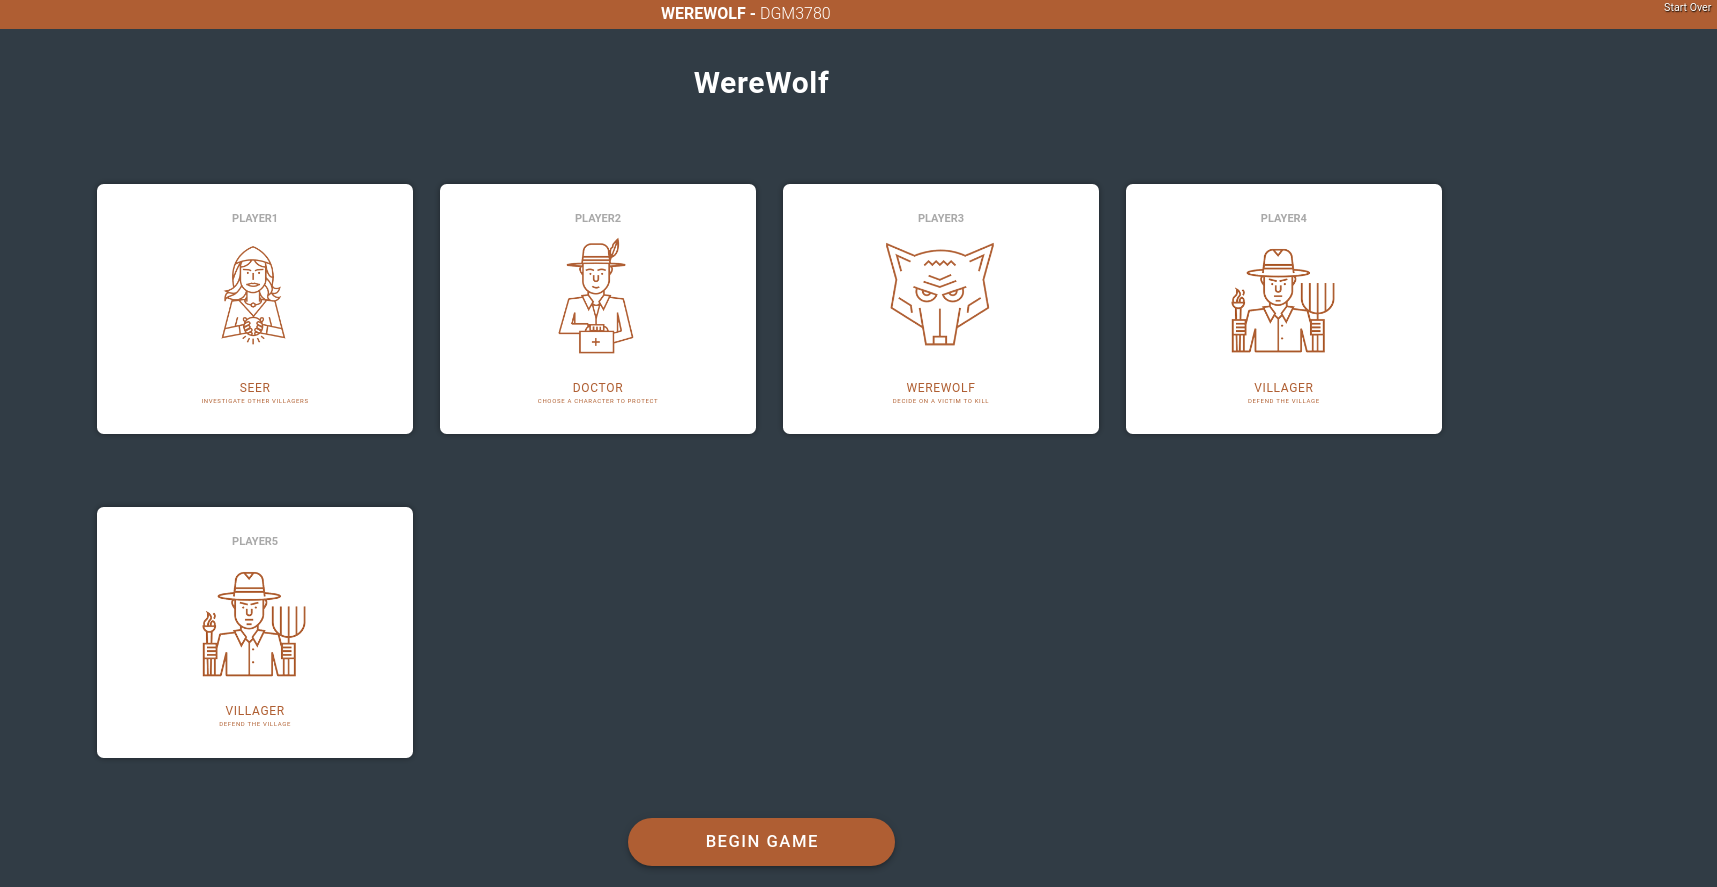 WEREWOLF - DGM3780
Start Over
WereWolf
PLAYER1
SEER
INVESTIGATE OTHER VILLAGERS
PLAYER2
DOCTOR
CHOOSE A CHARACTER TO PROTECT
PLAYER3
WEREWOLF
DECIDE ON A VICTIM TO KILL
PLAYER4
VILLAGER
DEFEND THE VILLAGE
PLAYER5
VILLAGER
DEFEND THE VILLAGE
BEGIN GAME